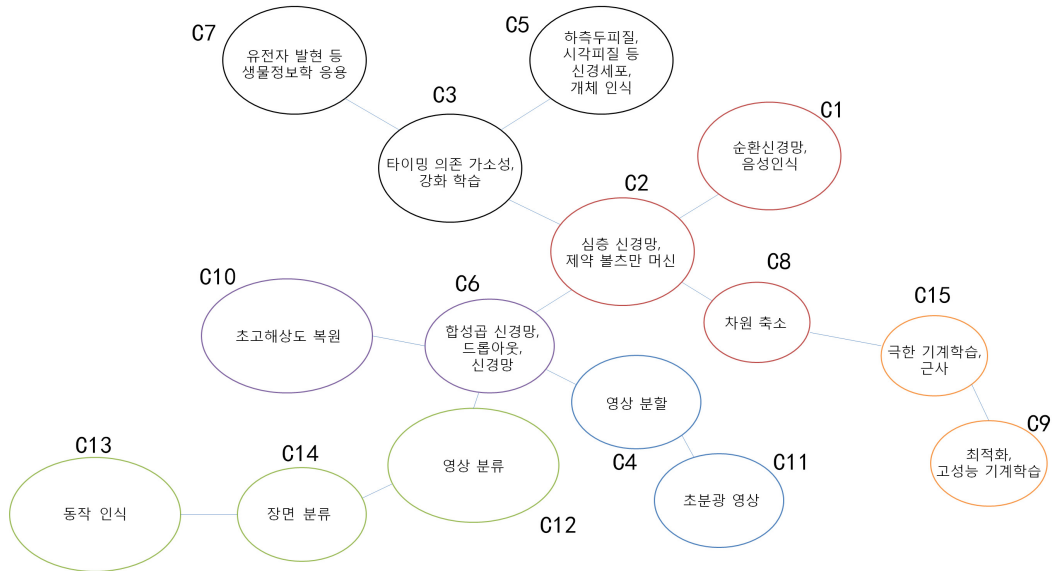 C7
유전자 발현 등
생물정보학 응용
C5
하측두피질,
시각피질 등
신경세포,
개체 인식
C3
타이밍 의존 가소성,
강화 학습
C1
순환신경망,
음성인식
C2
심층 신경망,
제약 볼츠만 머신
C10
초고해상도 복원
C6
합성곱 신경망,
드롭아웃,
신경망
C8
차원 축소
C15
극한 기계학습,
근사
C9
최적화,
고성능 기계학습
영상 분할
C4
C11
초분광 영상
영상 분류
C12
C14
장면 분류
C13
동작 인식